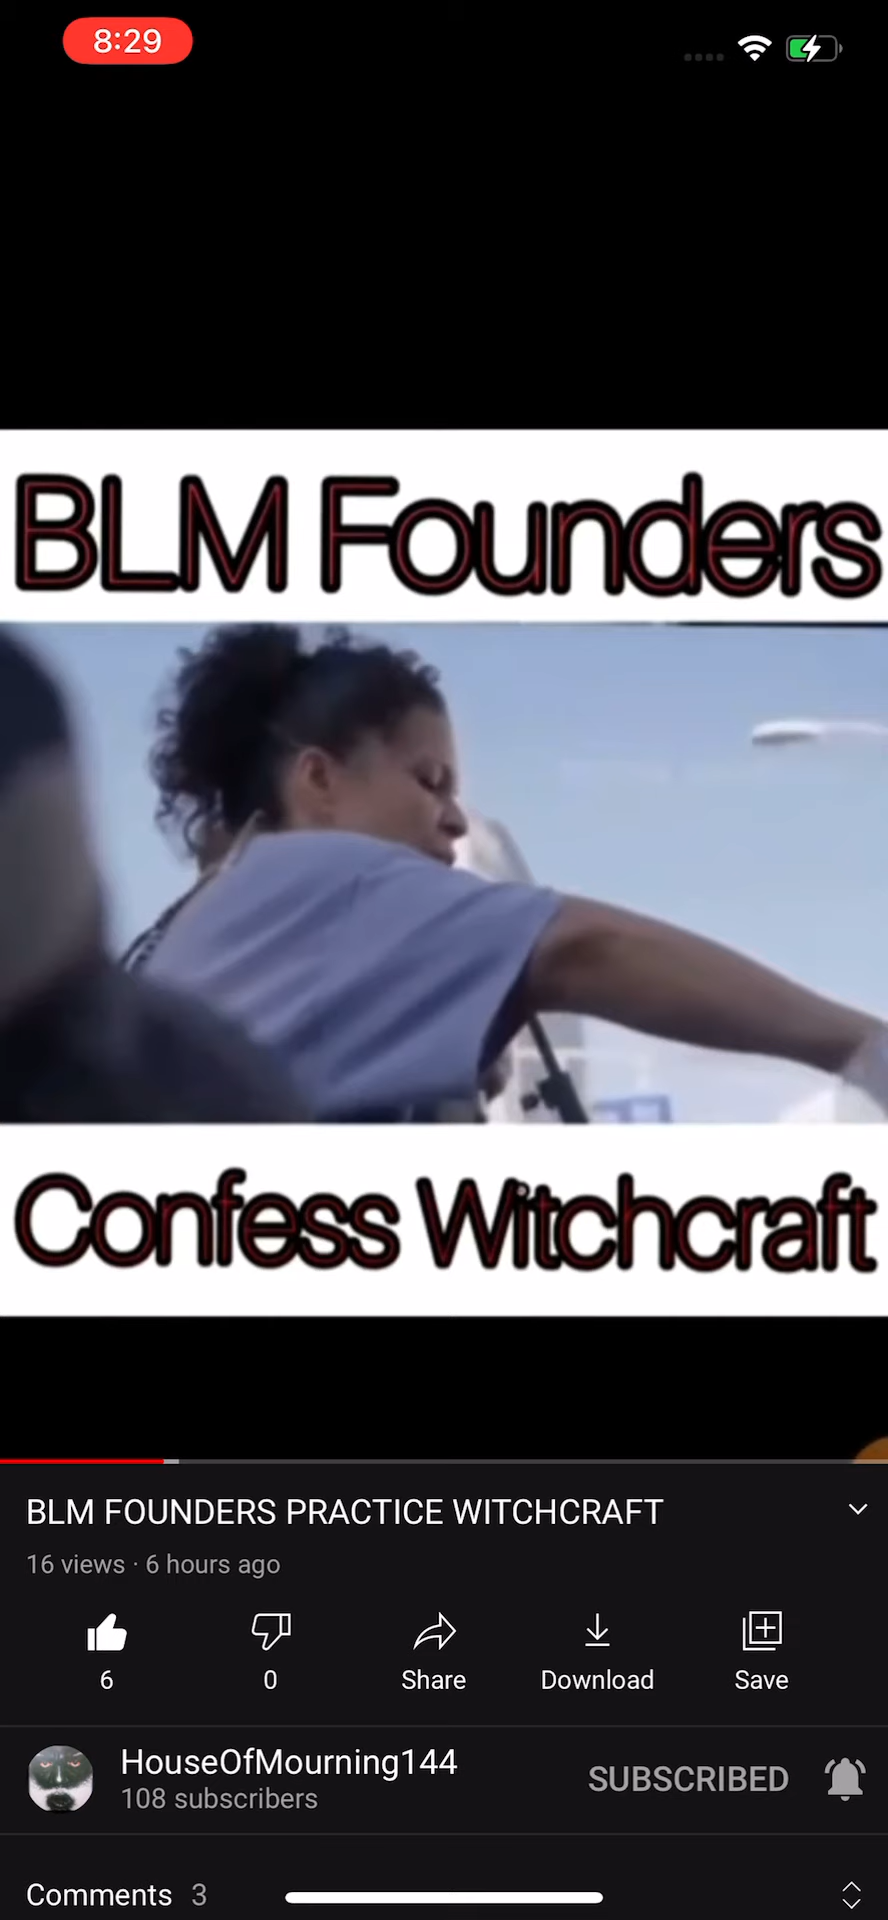 8:29
BLM Founders
Confess Witchcraft
BLM FOUNDERS PRACTICE WITCHCRAFT
16 views · 6 hours ago
6
0
Share
Download
Save
HouseOfMourning144
108 subscribers
SUBSCRIBED
Comments 3